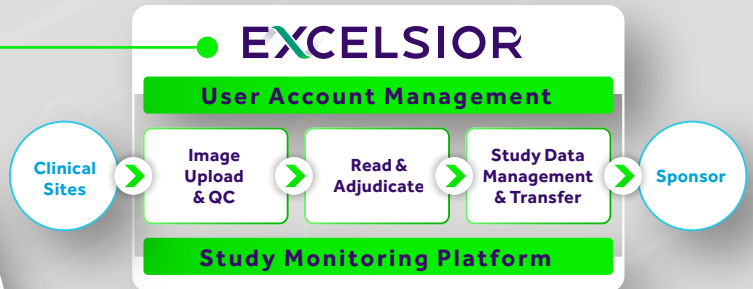 EXCELSIOR
User Account Management
Clinical
Sites
Image
Upload
& QC
Read &
Adjudicate
Study Data
Management
& Transfer
Sponsor
Study Monitoring Platform